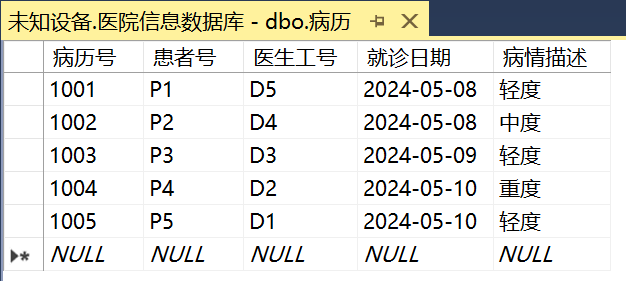 未知设备.医院信息数据库 - dbo.病历
病历号 患者号 医生工号 就诊日期 病情描述
1001 P1 D5 2024-05-08 轻度
1002 P2 D4 2024-05-08 中度
1003 P3 D3 2024-05-09 轻度
1004 P4 D2 2024-05-10 重度
1005 P5 D1 2024-05-10 轻度
NULL NULL NULL NULL NULL